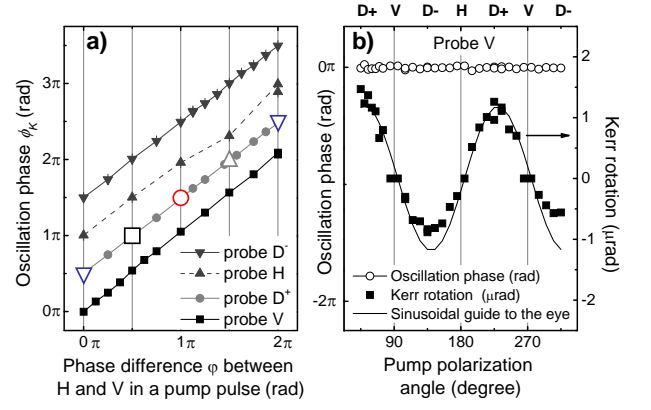 D+ V D- H D+ V D-
a)
3π
2π
1π
0π
Oscillation phase ϕK (rad)
probe D-
probe H
probe D+
probe V
0 π 1π 2π
Phase difference φ between
H and V in a pump pulse (rad)
b)
Probe V
0π
-2π
Oscillation phase (rad)
2
1
0
-1
-2
Kerr rotation (μrad)
Oscillation phase (rad)
Kerr rotation (μrad)
Sinusoidal guide to the eye
90 180 270
Pump polarization
angle (degree)